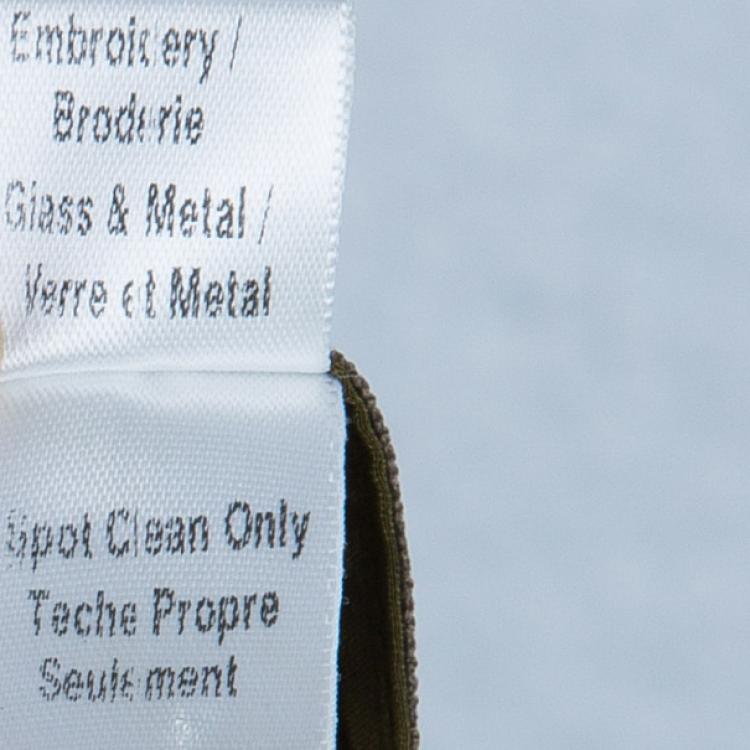 Embroidery /
Broderie
Glass & Metal /
Verre et Metal
Spot Clean Only
Teche Propre
Seulement